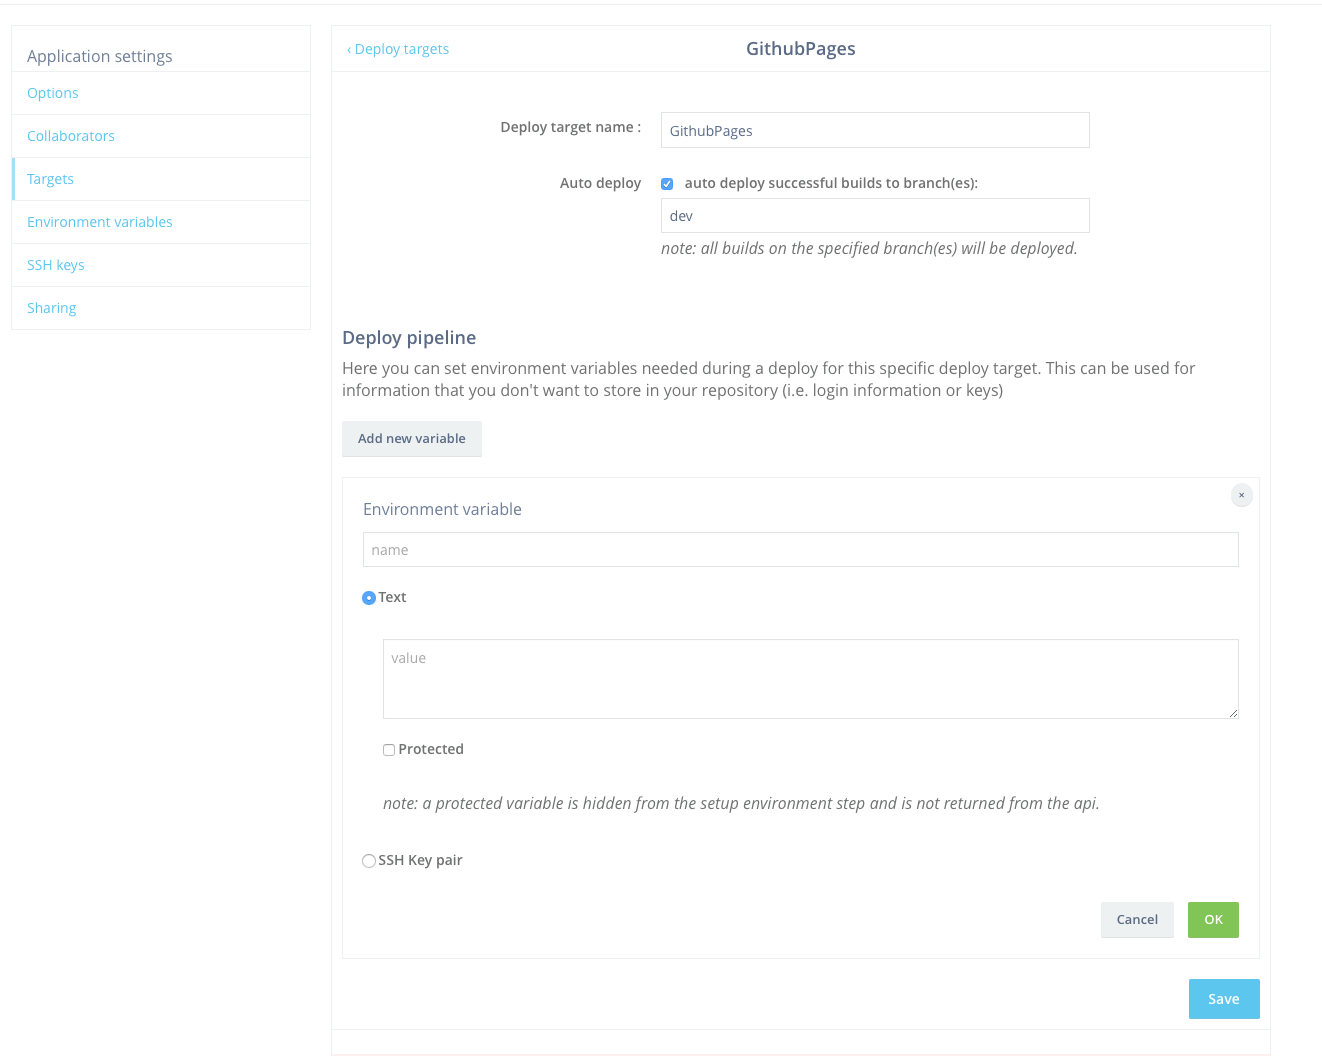 Application settings
Options
Collaborators
Targets
Environment variables
SSH keys
Sharing
‹ Deploy targets
GithubPages
Deploy target name :
GithubPages
Auto deploy
auto deploy successful builds to branch(es):
dev
note: all builds on the specified branch(es) will be deployed.
Deploy pipeline
Here you can set environment variables needed during a deploy for this specific deploy target. This can be used for
information that you don't want to store in your repository (i.e. login information or keys)
Add new variable
×
Environment variable
name
Text
value
Protected
note: a protected variable is hidden from the setup environment step and is not returned from the api.
SSH Key pair
Cancel
OK
Save